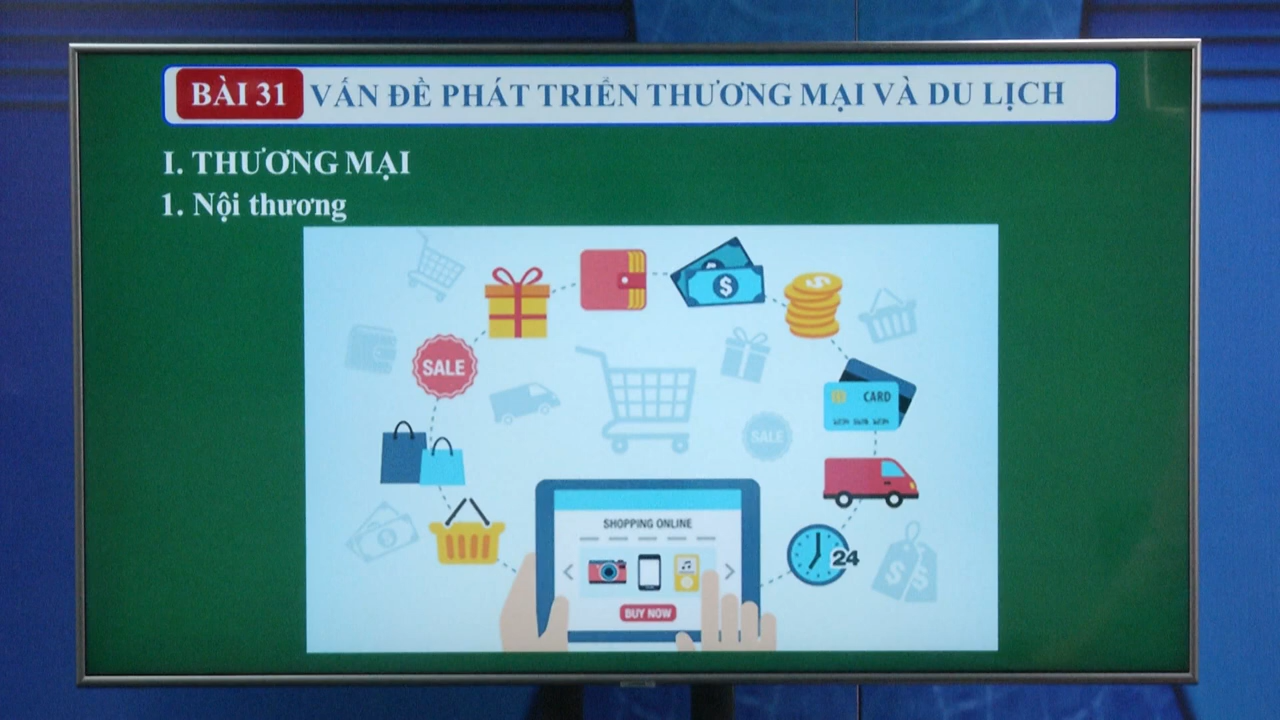 BÀI 31 VẤN ĐỀ PHÁT TRIỂN THƯƠNG MẠI VÀ DU LỊCH
I. THƯƠNG MẠI
1. Nội thương
$
$
SALE
CARD
SALE
SHOPPING ONLINE
$
24
$ %
BUY NOW